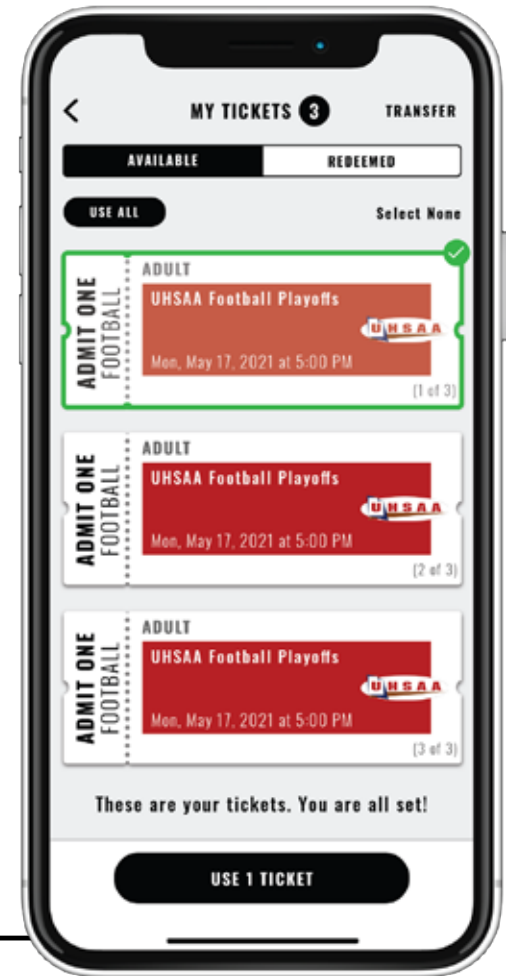 MY TICKETS 3 TRANSFER
AVAILABLE REDEEMED
USE ALL Select None
ADMIT ONE
FOOTBALL
ADULT
UHSAA Football Playoffs
UHSAA
Mon, May 17, 2021 at 5:00 PM
(1 of 3)
ADMIT ONE
FOOTBALL
ADULT
UHSAA Football Playoffs
UHSAA
Mon, May 17, 2021 at 5:00 PM
(2 of 3)
ADMIT ONE
FOOTBALL
ADULT
UHSAA Football Playoffs
UHSAA
Mon, May 17, 2021 at 5:00 PM
(3 of 3)
These are your tickets. You are all set!
USE 1 TICKET